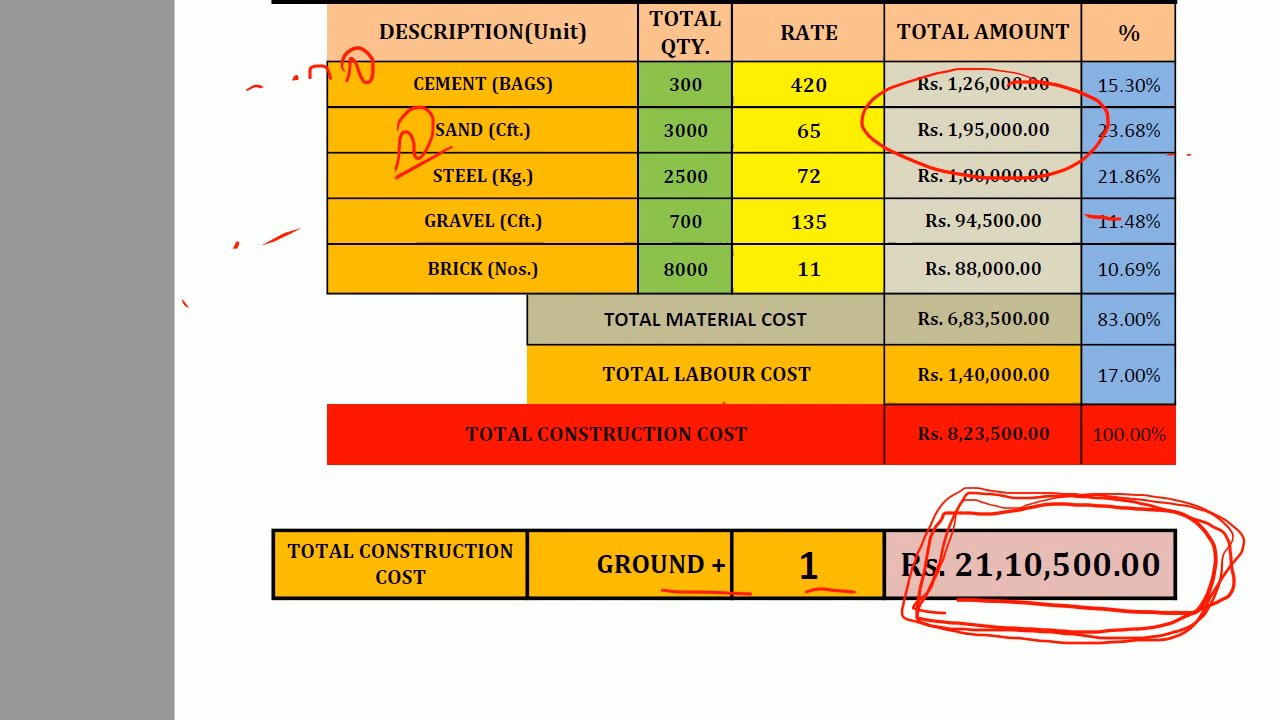 DESCRIPTION(Unit) TOTAL QTY. RATE TOTAL AMOUNT %
CEMENT (BAGS) 300 420 Rs. 1,26,000.00 15.30%
SAND (Cft.) 3000 65 Rs. 1,95,000.00 23.68%
STEEL (Kg.) 2500 72 Rs. 1,80,000.00 21.86%
GRAVEL (Cft.) 700 135 Rs. 94,500.00 11.48%
BRICK (Nos.) 8000 11 Rs. 88,000.00 10.69%
TOTAL MATERIAL COST Rs. 6,83,500.00 83.00%
TOTAL LABOUR COST Rs. 1,40,000.00 17.00%
TOTAL CONSTRUCTION COST Rs. 8,23,500.00 100.00%
TOTAL CONSTRUCTION COST GROUND + 1 Rs. 21,10,500.00